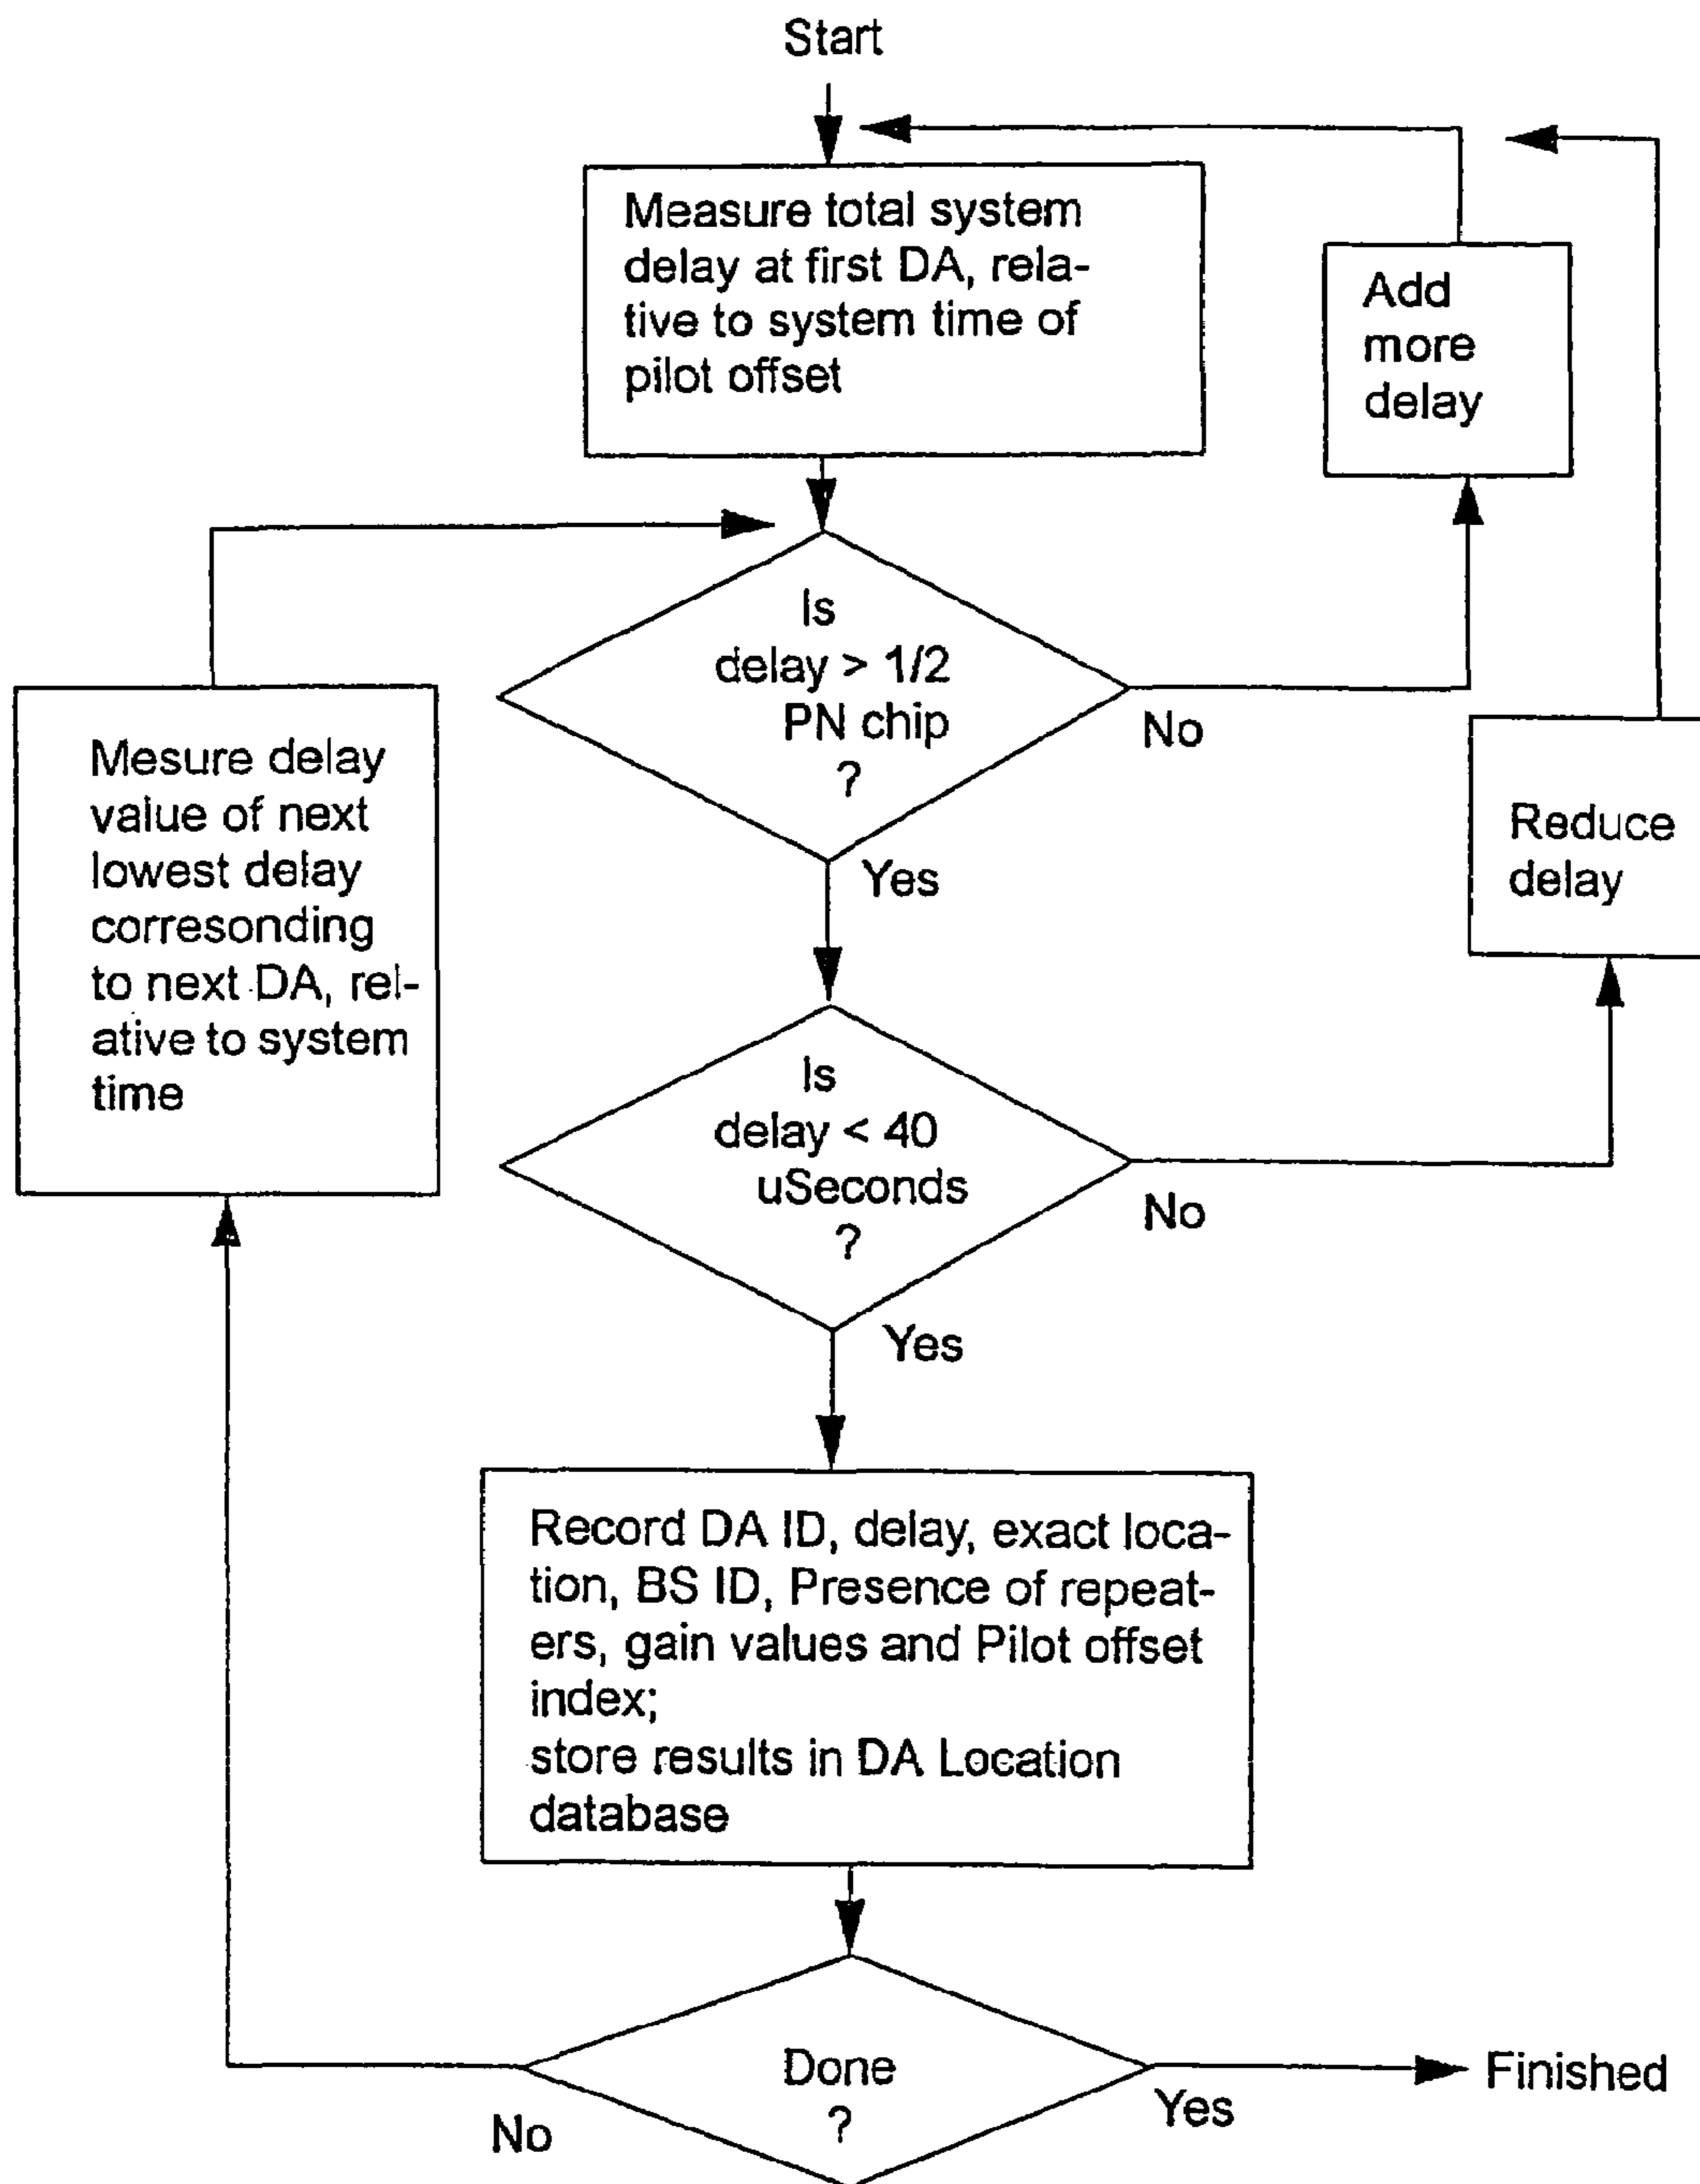 Start
Measure total system
delay at first DA, rela-
tive to system time of
pilot offset
Add
more
delay
Is
delay > 1/2
PN chip
?
No
Yes
Mesure delay
value of next
lowest delay
corresonding
to next DA, rel-
ative to system
time
Reduce
delay
Is
delay < 40
uSeconds
?
No
Yes
Record DA ID, delay, exact loca-
tion, BS ID, Presence of repeat-
ers, gain values and Pilot offset
index;
store results in DA Location
database
Done
?
No
Yes
Finished